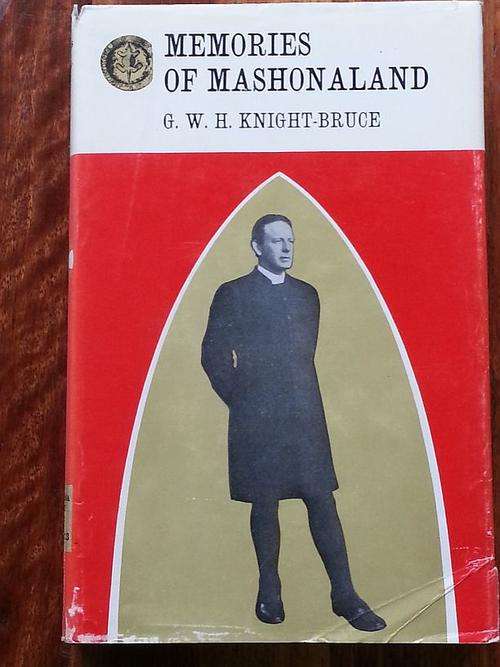 MEMORIES
OF MASHONALAND
G. W. H. KNIGHT-BRUCE